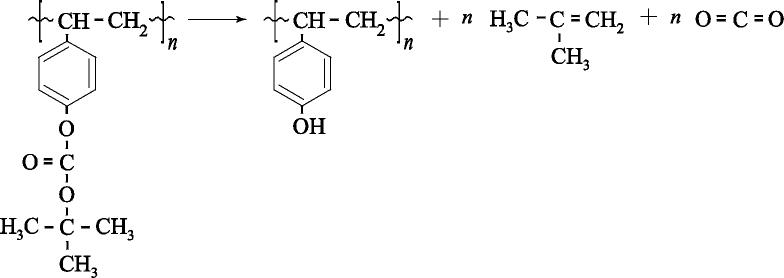 CH – CH2 n → CH – CH2 n + n H3C – C = CH2 + n O = C = O
CH3
OH
O
O = C
O
H3C – C – CH3
CH3